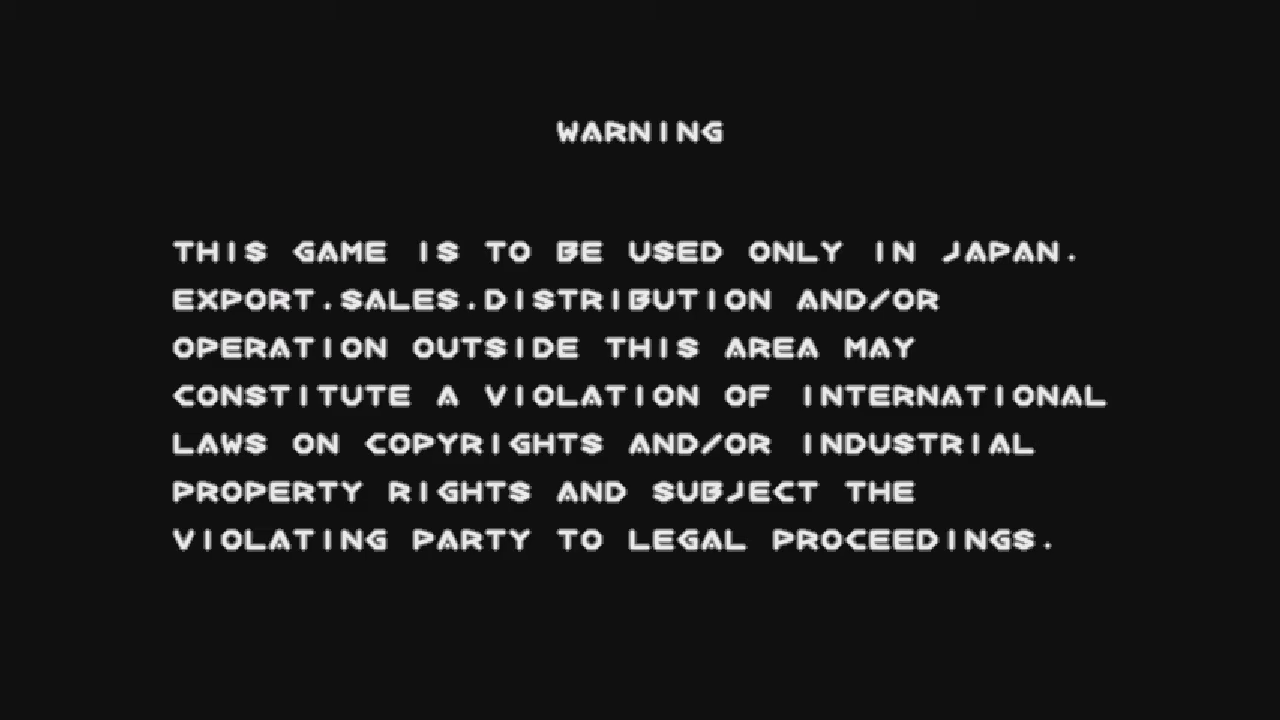 WARNING
THIS GAME IS TO BE USED ONLY IN JAPAN.
EXPORT.SALES.DISTRIBUTION AND/OR
OPERATION OUTSIDE THIS AREA MAY
CONSTITUTE A VIOLATION OF INTERNATIONAL
LAWS ON COPYRIGHTS AND/OR INDUSTRIAL
PROPERTY RIGHTS AND SUBJECT THE
VIOLATING PARTY TO LEGAL PROCEEDINGS.